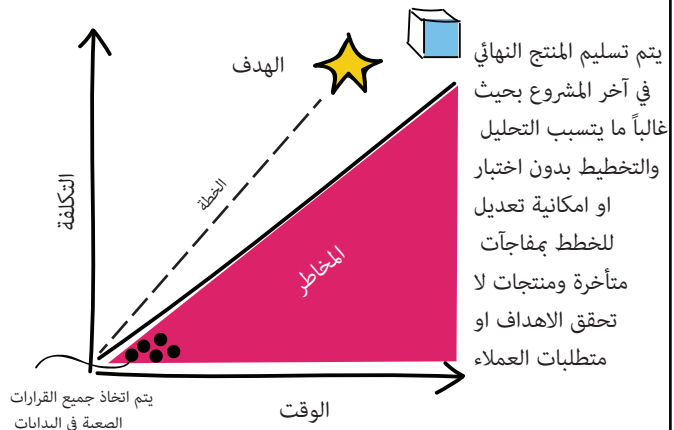 الهدف
يتم تسليم المنتج النهائي
في آخر المشروع بحيث
غالباً ما يتسبب التحليل
والتخطيط بدون اختبار
او امكانية تعديل
للخطط بمفاجآت
متأخرة ومنتجات لا
تحقق الاهداف او
متطلبات العملاء
التكلفة
الخطة
المخاطر
الوقت
يتم اتخاذ جميع القرارات
الصعبة في البدايات